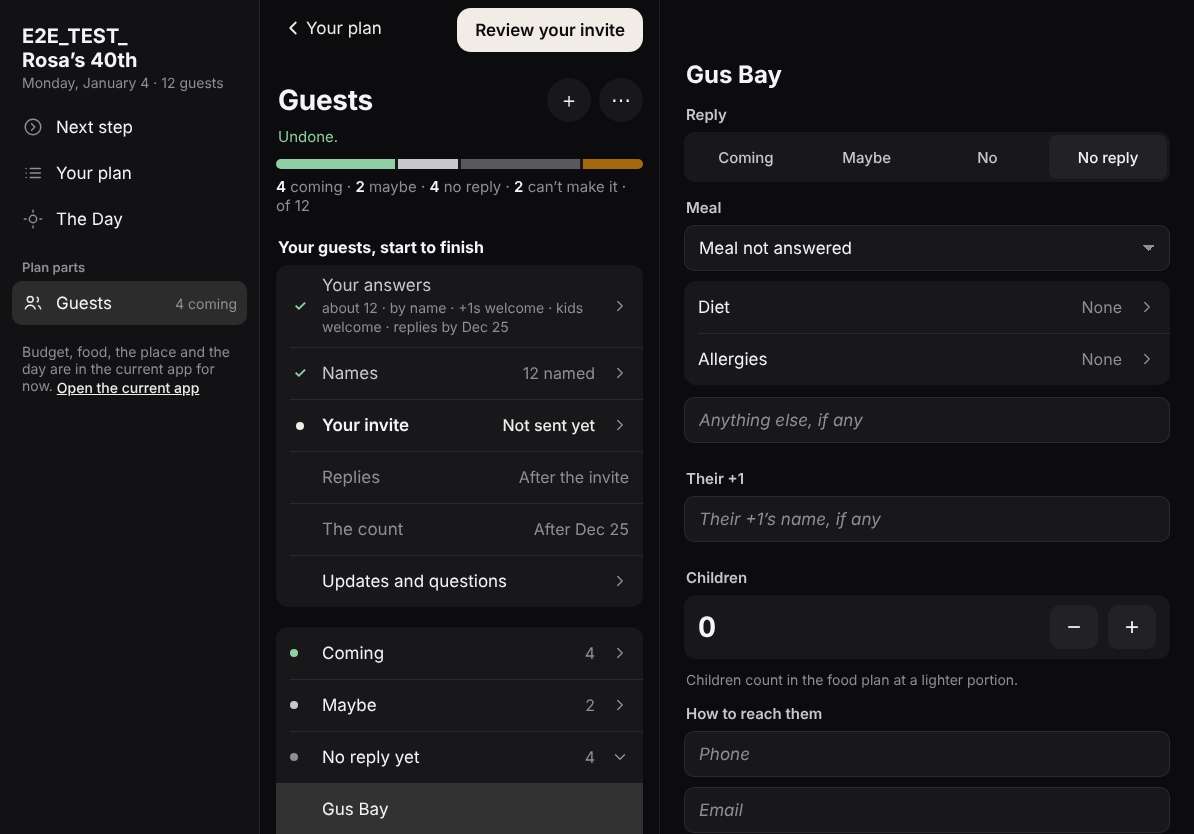 E2E_TEST_
Rosa’s 40th
Monday, January 4 · 12 guests
Next step
Your plan
The Day
Plan parts
Guests 4 coming
Budget, food, the place and the
day are in the current app for
now. Open the current app
Your plan
Review your invite
Guests
+ ···
Undone.
4 coming · 2 maybe · 4 no reply · 2 can’t make it ·
of 12
Your guests, start to finish
Your answers
about 12 · by name · +1s welcome · kids
welcome · replies by Dec 25
Names 12 named
Your invite Not sent yet
Replies After the invite
The count After Dec 25
Updates and questions
Coming 4
Maybe 2
No reply yet 4
Gus Bay
Gus Bay
Reply
Coming Maybe No No reply
Meal
Meal not answered
Diet None
Allergies None
Anything else, if any
Their +1
Their +1’s name, if any
Children
0 − +
Children count in the food plan at a lighter portion.
How to reach them
Phone
Email